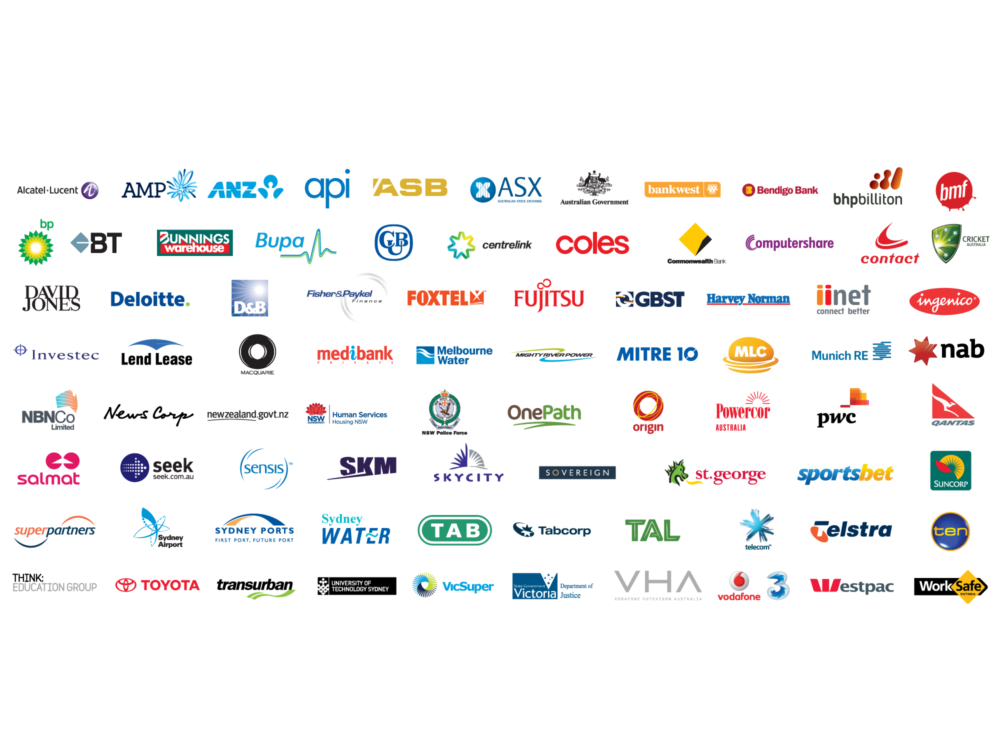 Alcatel·Lucent
AMP
ANZ
api
ASB
ASX
AUSTRALIAN STOCK EXCHANGE
Australian Government
bankwest
Bendigo Bank
bhpbilliton
bmf
bp
BT
BUNNINGS
warehouse
Bupa
CGUB
centrelink
coles
CommonwealthBank
Computershare
contact
CRICKET
AUSTRALIA
DAVID
JONES
Deloitte.
D&B
Fisher&Paykel
Finance
FOXTEL
FUJITSU
GBST
Harvey Norman
iinet
connect better
ingenico®
Investec
Lend Lease
MACQUARIE
medibank
PRIVATE
Melbourne
Water
MIGHTY RIVER POWER
MITRE 10
MLC
Munich RE
nab
NBNCo
Limited
News Corp
newzealand.govt.nz
NSW
GOVERNMENT
Human Services
Housing NSW
NEW SOUTH WALES
POLICE FORCE
NSW Police Force
OnePath
origin
POWERCOR
AUSTRALIA
pwc
QANTAS
salmat
seek
seek.com.au
sensis™
SKM
SKYCITY
SOVEREIGN
st.george
sportsbet
SUNCORP
superpartners
Sydney
Airport
SYDNEY PORTS
FIRST PORT, FUTURE PORT
Sydney
WATER
TAB
Tabcorp
TAL
telecom
Telstra
ten
THINK:
EDUCATION GROUP
TOYOTA
transurban
UNIVERSITY OF
TECHNOLOGY SYDNEY
VicSuper
State Government
Victoria
Department of
Justice
VHA
VODAFONE HUTCHISON AUSTRALIA
vodafone
3
Westpac
WorkSafe
VICTORIA